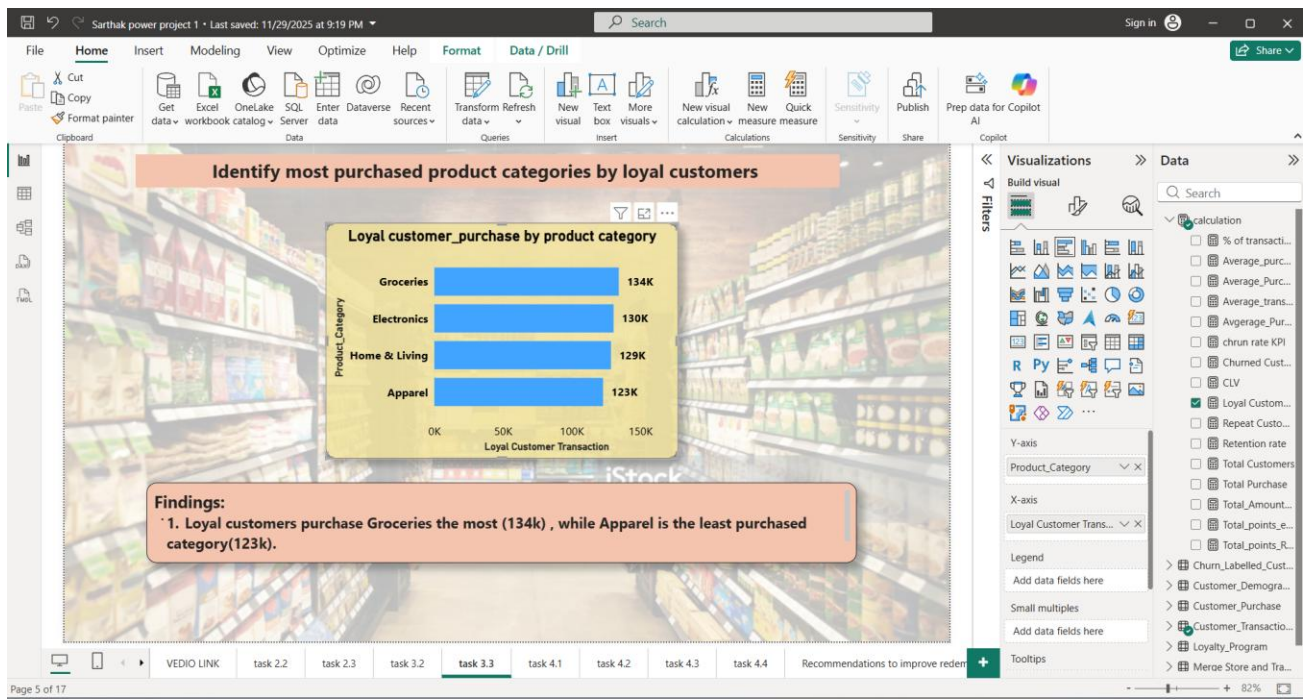 Sarthak power project 1 • Last saved: 11/29/2025 at 9:19 PM
Search
Sign in
File Home Insert Modeling View Optimize Help Format Data / Drill
Share
Paste
Cut
Copy
Format painter
Clipboard
Get data
Excel workbook
OneLake catalog
SQL Server
Enter data
Dataverse
Recent sources
Data
Transform data
Refresh
Queries
New visual
Text box
More visuals
Insert
New visual calculation
New measure
Quick measure
Calculations
Sensitivity
Sensitivity
Publish
Share
Prep data for AI
Copilot
Copilot
Identify most purchased product categories by loyal customers
Loyal customer_purchase by product category
Product_Category
Groceries 134K
Electronics 130K
Home & Living 129K
Apparel 123K
0K 50K 100K 150K
Loyal Customer Transaction
iStock
Findings:
1. Loyal customers purchase Groceries the most (134k) , while Apparel is the least purchased
category(123k).
Filters
Visualizations
Build visual
R Py
123
Y-axis
Product_Category
X-axis
Loyal Customer Trans...
Legend
Add data fields here
Small multiples
Add data fields here
Tooltips
Data
Search
calculation
% of transacti...
Average_purc...
Average_Purc...
Average_trans...
Avgerage_Pur...
chrun rate KPI
Churned Cust...
CLV
Loyal Custom...
Repeat Custo...
Retention rate
Total Customers
Total Purchase
Total_Amount...
Total_points_e...
Total_points_R...
Churn_Labelled_Cust...
Customer_Demogra...
Customer_Purchase
Customer_Transactio...
Loyalty_Program
Merge Store and Tra...
VEDIO LINK task 2.2 task 2.3 task 3.2 task 3.3 task 4.1 task 4.2 task 4.3 task 4.4 Recommendations to improve redem
Page 5 of 17
82%